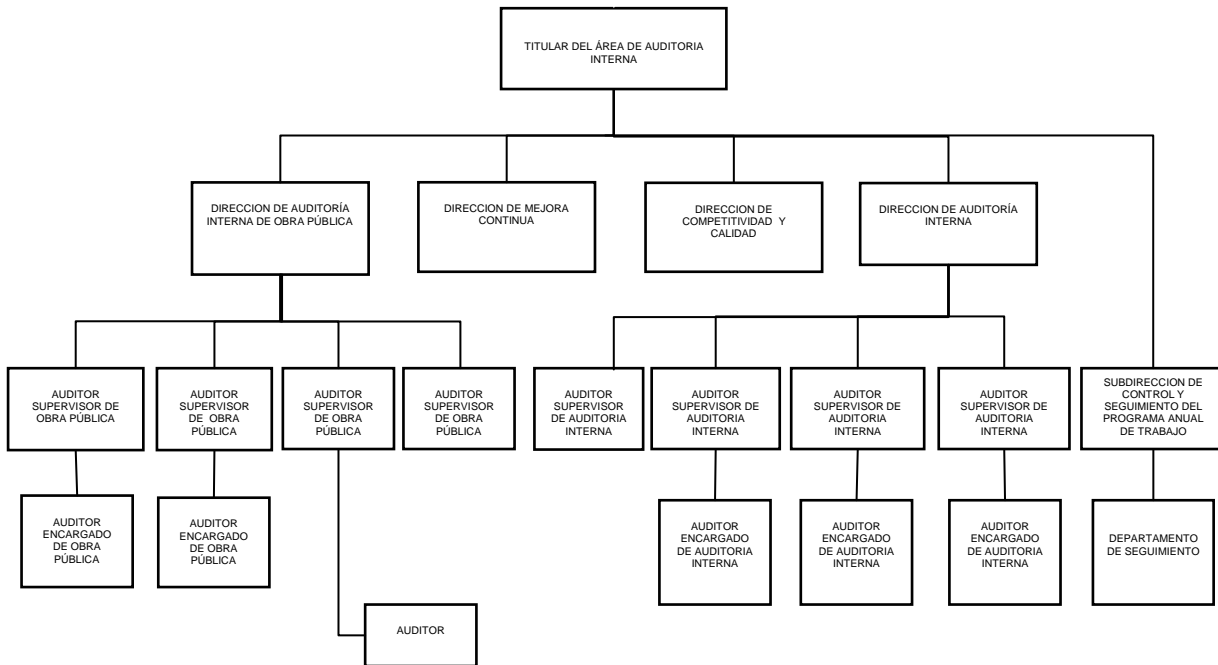 TITULAR DEL ÁREA DE AUDITORIA
INTERNA
DIRECCION DE AUDITORÍA
INTERNA DE OBRA PÚBLICA
DIRECCION DE MEJORA
CONTINUA
DIRECCION DE
COMPETITIVIDAD Y
CALIDAD
DIRECCION DE AUDITORÍA
INTERNA
AUDITOR
SUPERVISOR DE
OBRA PÚBLICA
AUDITOR
SUPERVISOR
DE OBRA
PÚBLICA
AUDITOR
SUPERVISOR
DE OBRA
PÚBLICA
AUDITOR
SUPERVISOR
DE OBRA
PÚBLICA
AUDITOR
SUPERVISOR
DE AUDITORIA
INTERNA
AUDITOR
SUPERVISOR DE
AUDITORIA
INTERNA
AUDITOR
SUPERVISOR DE
AUDITORIA
INTERNA
AUDITOR
SUPERVISOR DE
AUDITORIA
INTERNA
SUBDIRECCION DE
CONTROL Y
SEGUIMIENTO DEL
PROGRAMA ANUAL
DE TRABAJO
AUDITOR
ENCARGADO
DE OBRA
PÚBLICA
AUDITOR
ENCARGADO
DE OBRA
PÚBLICA
AUDITOR
ENCARGADO
DE AUDITORIA
INTERNA
AUDITOR
ENCARGADO
DE AUDITORIA
INTERNA
AUDITOR
ENCARGADO
DE AUDITORIA
INTERNA
DEPARTAMENTO
DE SEGUIMIENTO
AUDITOR